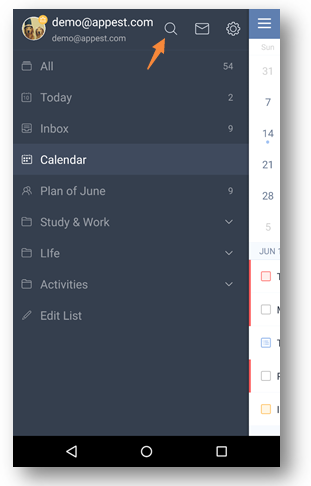 demo@appest.com
demo@appest.com
All 54
Today 2
Inbox 9
Calendar
Plan of June 9
Study & Work
LIfe
Activities
Edit List
Sun
31
7
14
21
28
5
JUN